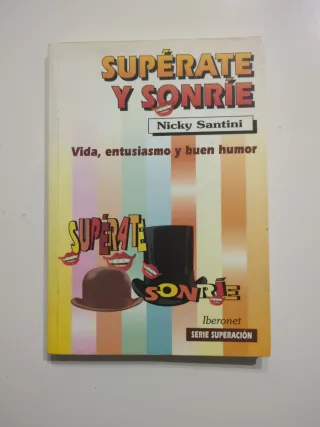 SUPÉRATE
Y SONRÍE
Nicky Santini
Vida, entusiasmo y buen humor
SUPÉRATE
SONRÍE
Iberonet
SERIE SUPERACIÓN